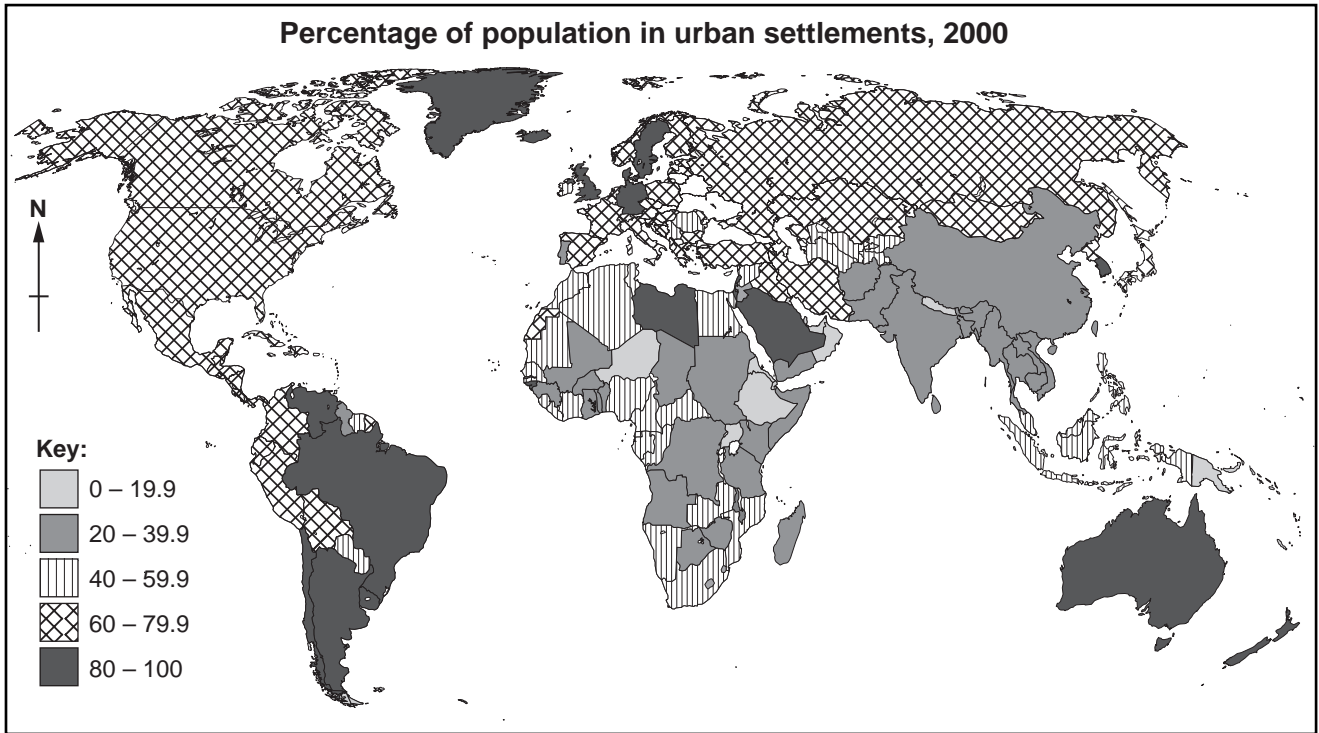 Percentage of population in urban settlements, 2000
N
Key:
0 – 19.9
20 – 39.9
40 – 59.9
60 – 79.9
80 – 100